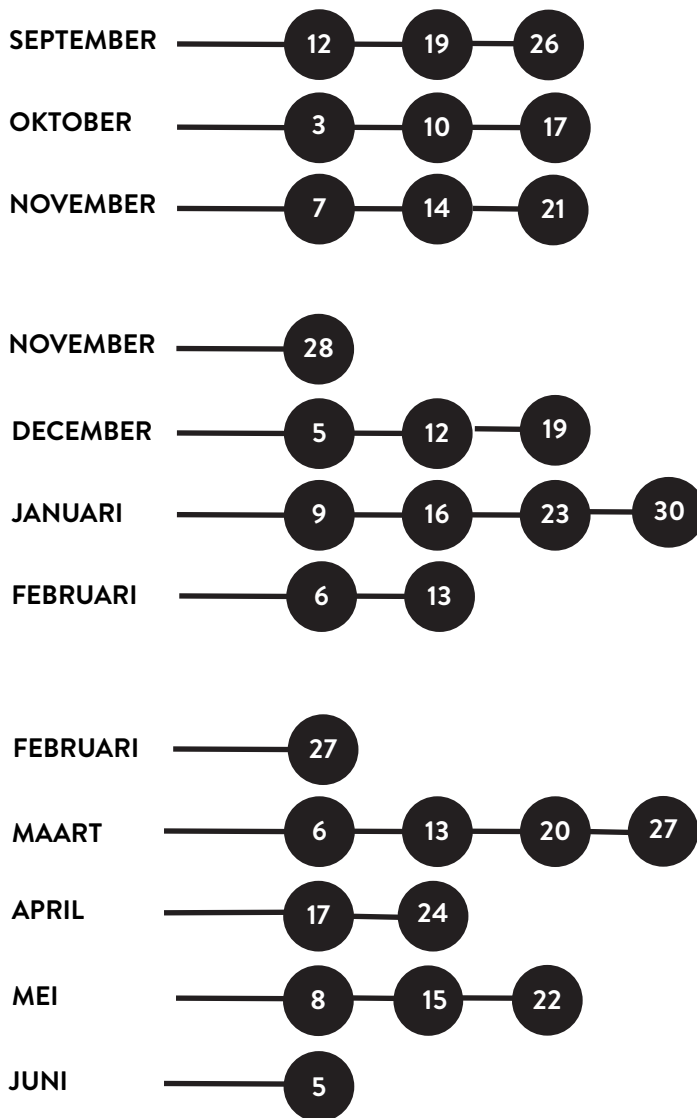 SEPTEMBER 12 19 26
OKTOBER 3 10 17
NOVEMBER 7 14 21
NOVEMBER 28
DECEMBER 5 12 19
JANUARI 9 16 23 30
FEBRUARI 6 13
FEBRUARI 27
MAART 6 13 20 27
APRIL 17 24
MEI 8 15 22
JUNI 5